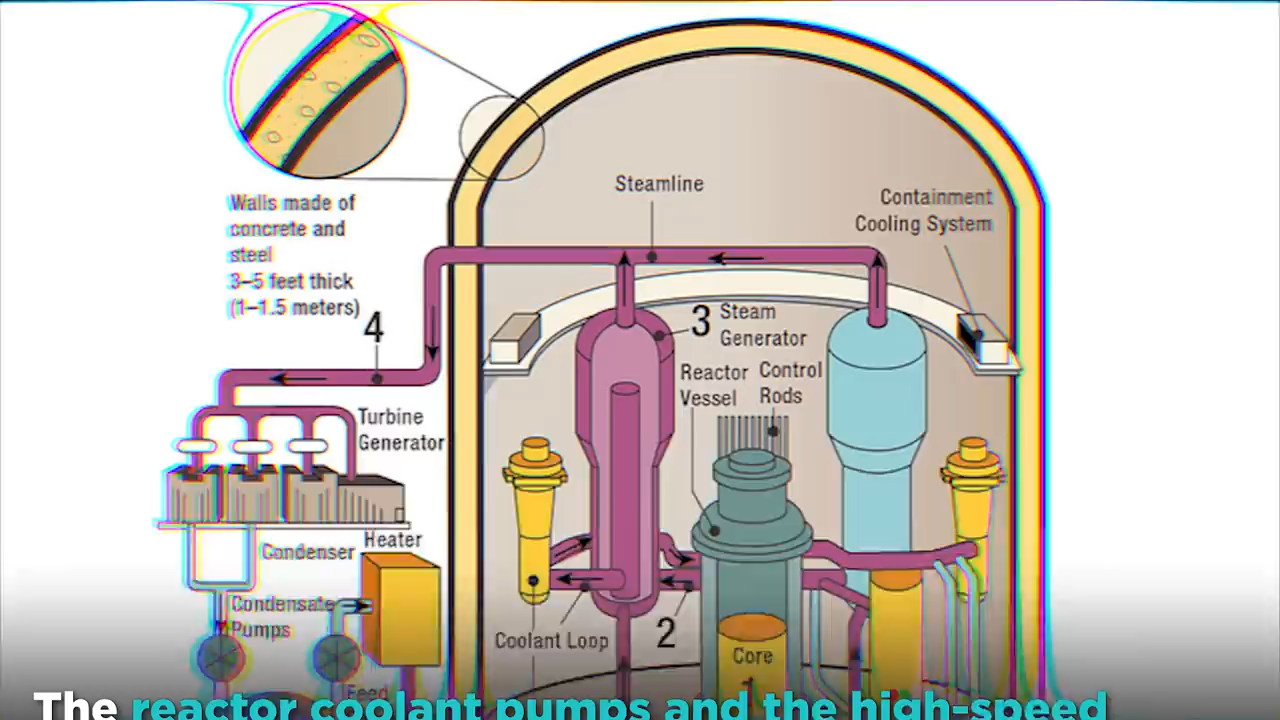 Walls made of
concrete and
steel
3–5 feet thick
(1–1.5 meters)
4
Steamline
Containment
Cooling System
3
Steam
Generator
Reactor
Vessel
Control
Rods
Turbine
Generator
Condenser
Heater
Condensate
Pumps
Coolant Loop
2
Core
Feed
The reactor coolant pumps and the high-speed